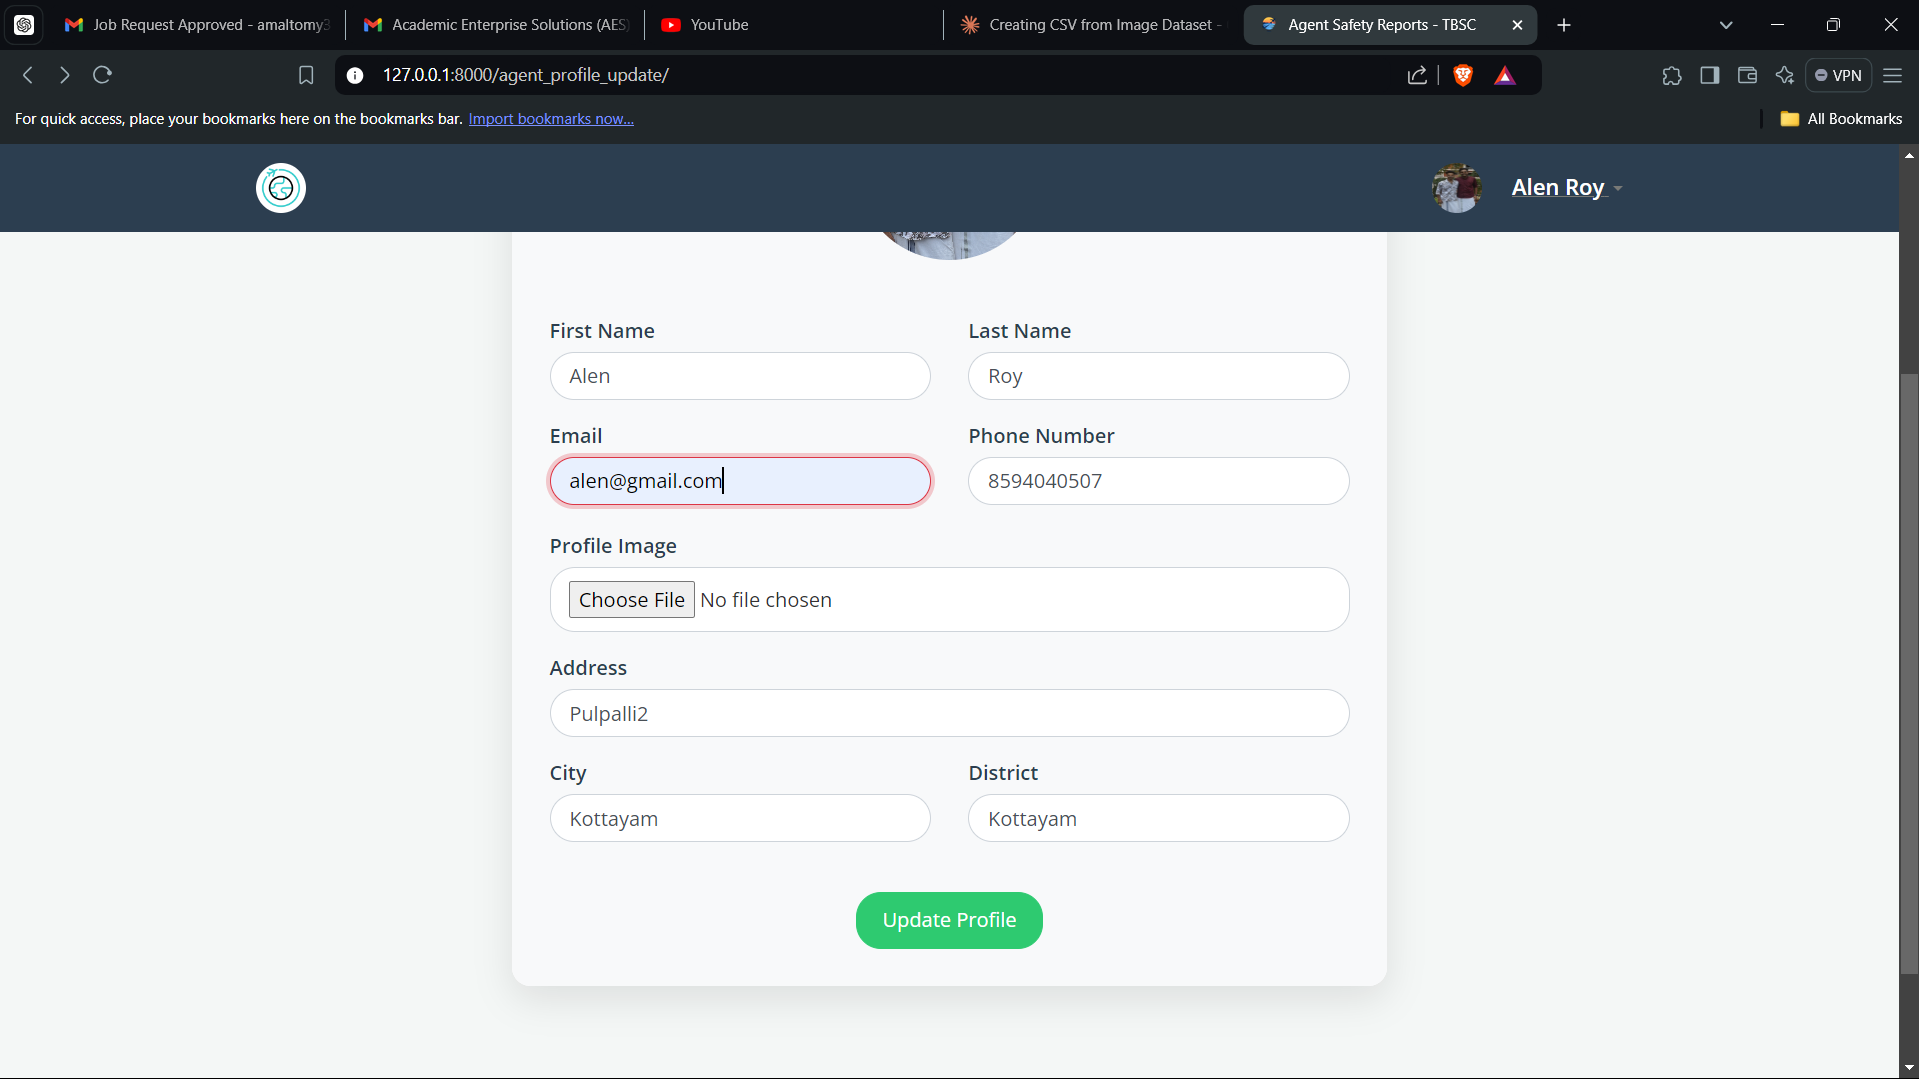 Job Request Approved - amaltomy3
Academic Enterprise Solutions (AES)
YouTube
Creating CSV from Image Dataset -
Agent Safety Reports - TBSC
127.0.0.1:8000/agent_profile_update/
VPN
For quick access, place your bookmarks here on the bookmarks bar. Import bookmarks now...
All Bookmarks
Alen Roy
First Name
Last Name
Alen
Roy
Email
Phone Number
alen@gmail.com
8594040507
Profile Image
Choose File No file chosen
Address
Pulpalli2
City
District
Kottayam
Kottayam
Update Profile